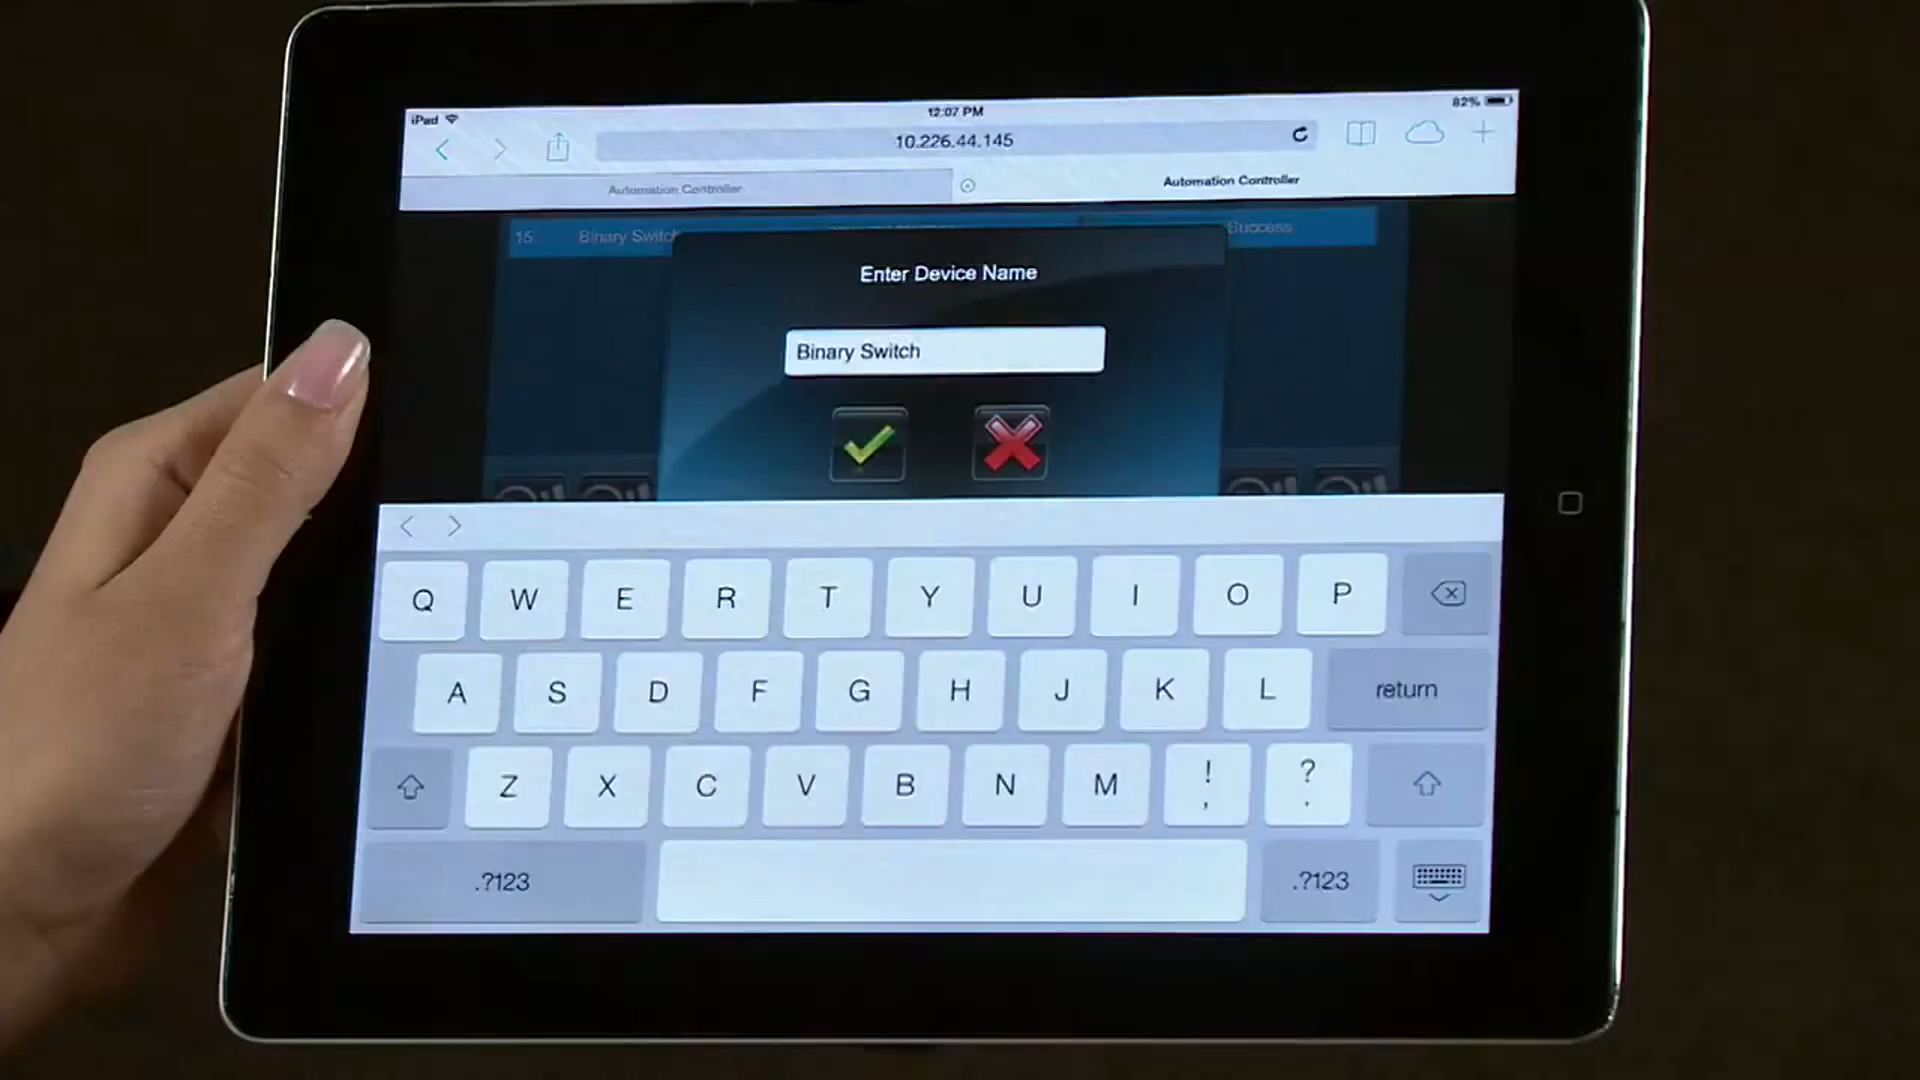 iPad 12:07 PM 82%
10.226.44.145
Automation Controller Automation Controller
15 Binary Switch Success
Enter Device Name
Binary Switch
Q W E R T Y U I O P
A S D F G H J K L return
Z X C V B N M ! , ? .
.?123 .?123